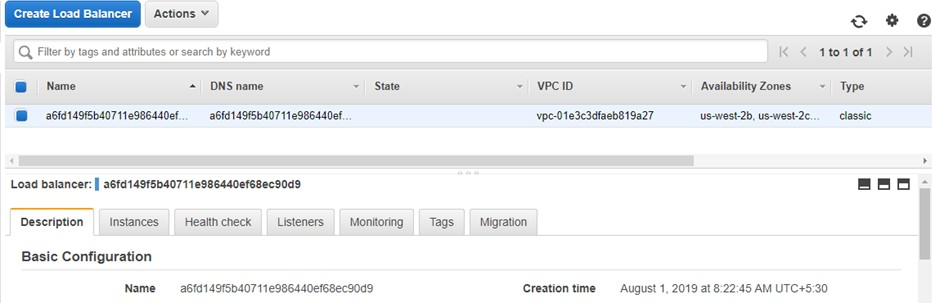 Create Load Balancer Actions
Filter by tags and attributes or search by keyword 1 to 1 of 1
Name DNS name State VPC ID Availability Zones Type
a6fd149f5b40711e986440ef... a6fd149f5b40711e986440ef... vpc-01e3c3dfaeb819a27 us-west-2b, us-west-2c... classic
Load balancer: a6fd149f5b40711e986440ef68ec90d9
Description Instances Health check Listeners Monitoring Tags Migration
Basic Configuration
Name a6fd149f5b40711e986440ef68ec90d9 Creation time August 1, 2019 at 8:22:45 AM UTC+5:30